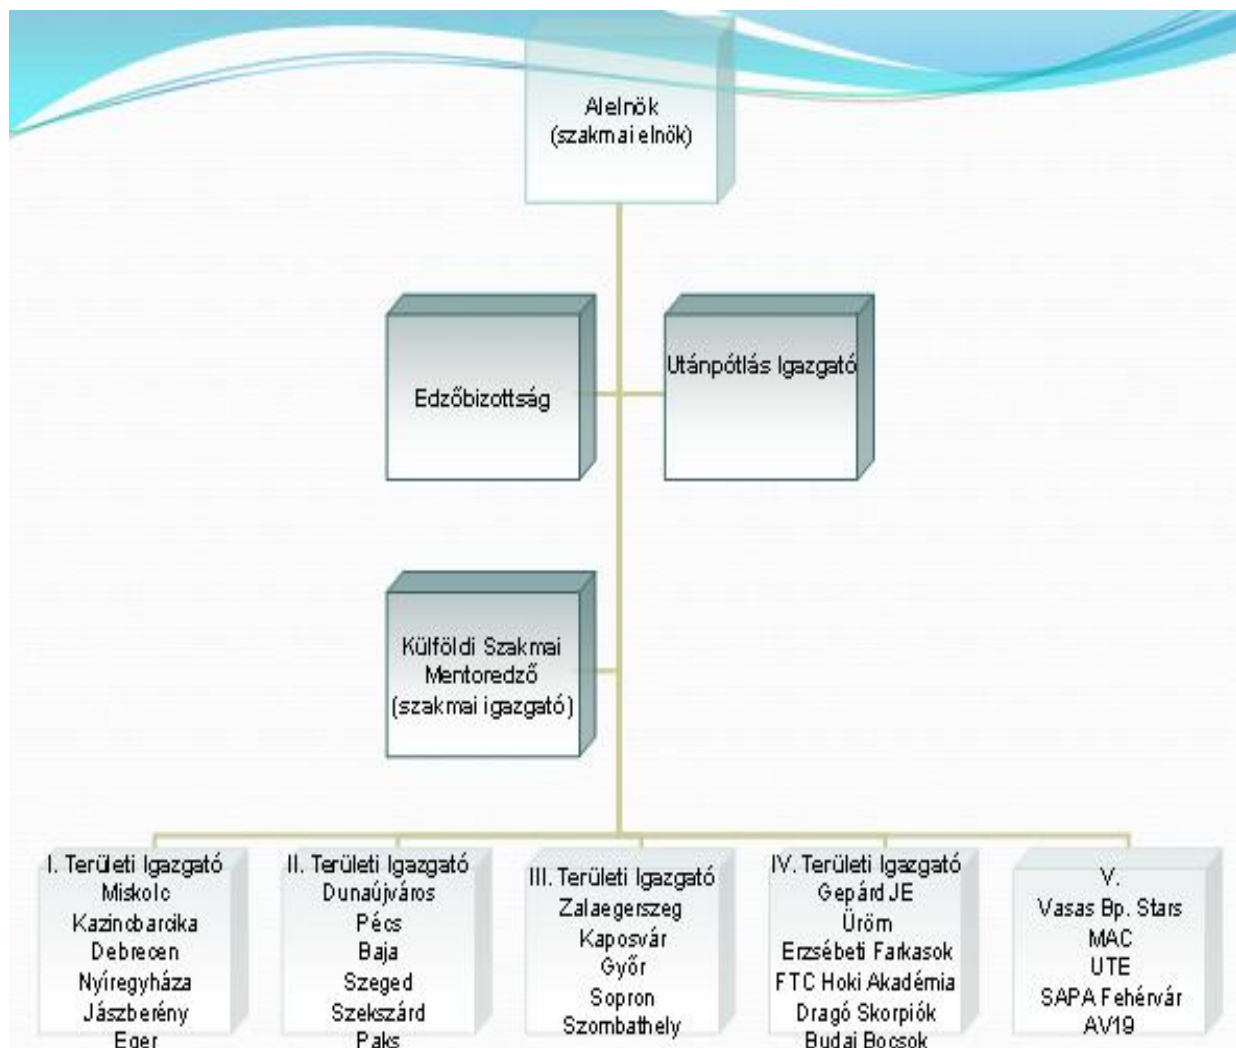 Alelnök
(szakmai elnök)
Edzőbizottság
Utánpótlás Igazgató
Külföldi Szakmai
Mentoredző
(szakmai igazgató)
I. Területi Igazgató
Miskolc
Kazincbarcika
Debrecen
Nyíregyháza
Jászberény
Eger
II. Területi Igazgató
Dunaújváros
Pécs
Baja
Szeged
Szekszárd
Paks
III. Területi Igazgató
Zalaegerszeg
Kaposvár
Győr
Sopron
Szombathely
IV. Területi Igazgató
Gepárd JE
Üröm
Erzsébeti Farkasok
FTC Hoki Akadémia
Dragó Skorpiók
Budai Bocsok
V.
Vasas Bp. Stars
MAC
UTE
SAPA Fehérvár
AV19